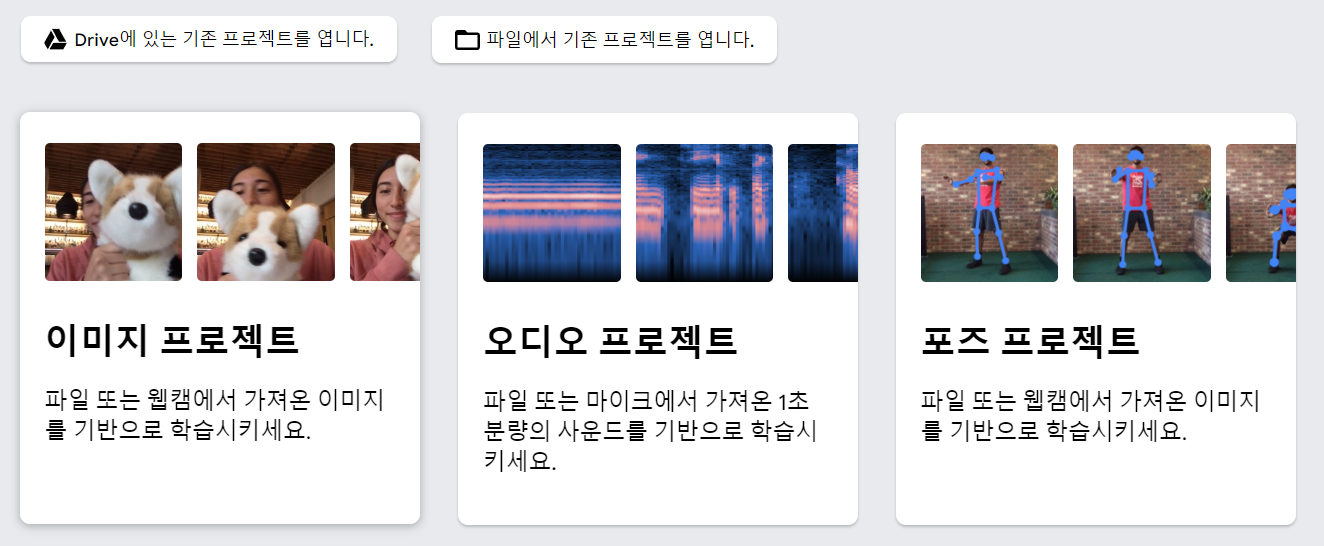 Drive에 있는 기존 프로젝트를 엽니다.
파일에서 기존 프로젝트를 엽니다.
이미지 프로젝트
파일 또는 웹캠에서 가져온 이미지
를 기반으로 학습시키세요.
오디오 프로젝트
파일 또는 마이크에서 가져온 1초
분량의 사운드를 기반으로 학습시
키세요.
포즈 프로젝트
파일 또는 웹캠에서 가져온 이미지
를 기반으로 학습시키세요.